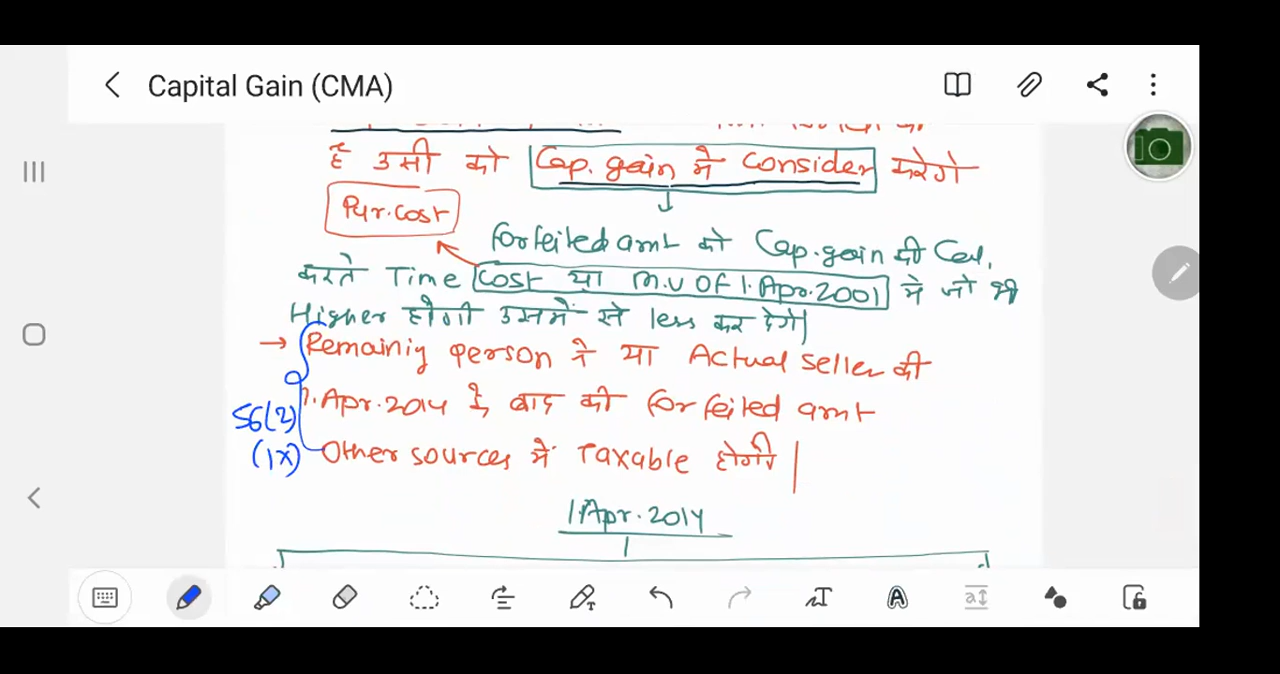 Capital Gain (CMA)
है उसी को Cap. gain में consider करेगे
Pur. cost
forfeited amt को Cap. gain की Cal.
करते Time cost या M.V OF 1. Apr. 2001 में जो भी
Higher होगी उसमें से less कर देगे|
→ Remainig person ने या Actual seller की
1. Apr. 2014 के बाद की forfeited amt
56(2)
(1x) Other sources में Taxable होगी |
1 Apr. 2014